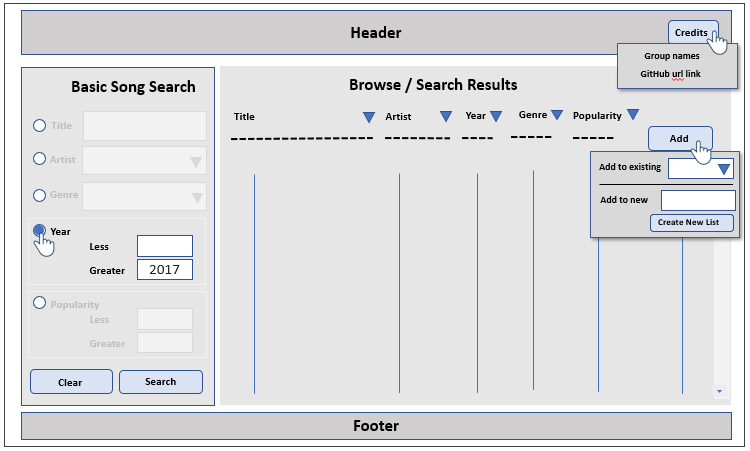 Header
Credits
Group names
GitHub url link
Basic Song Search
Title
Artist
Genre
Year
Less
Greater 2017
Popularity
Less
Greater
Clear Search
Browse / Search Results
Title Artist Year Genre Popularity
Add
Add to existing
Add to new
Create New List
Footer